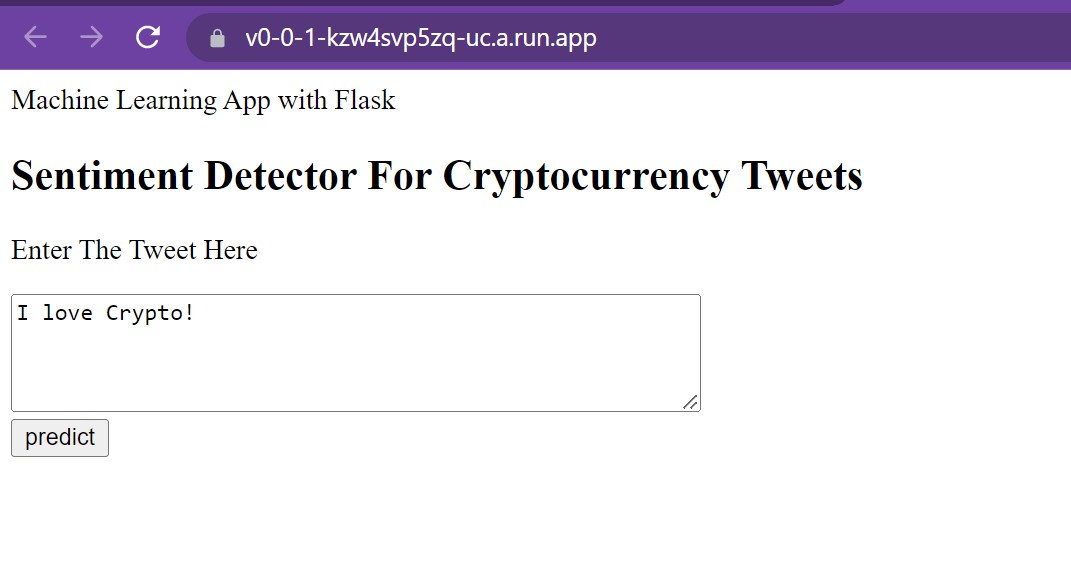 v0-0-1-kzw4svp5zq-uc.a.run.app
Machine Learning App with Flask
Sentiment Detector For Cryptocurrency Tweets
Enter The Tweet Here
I love Crypto!
predict